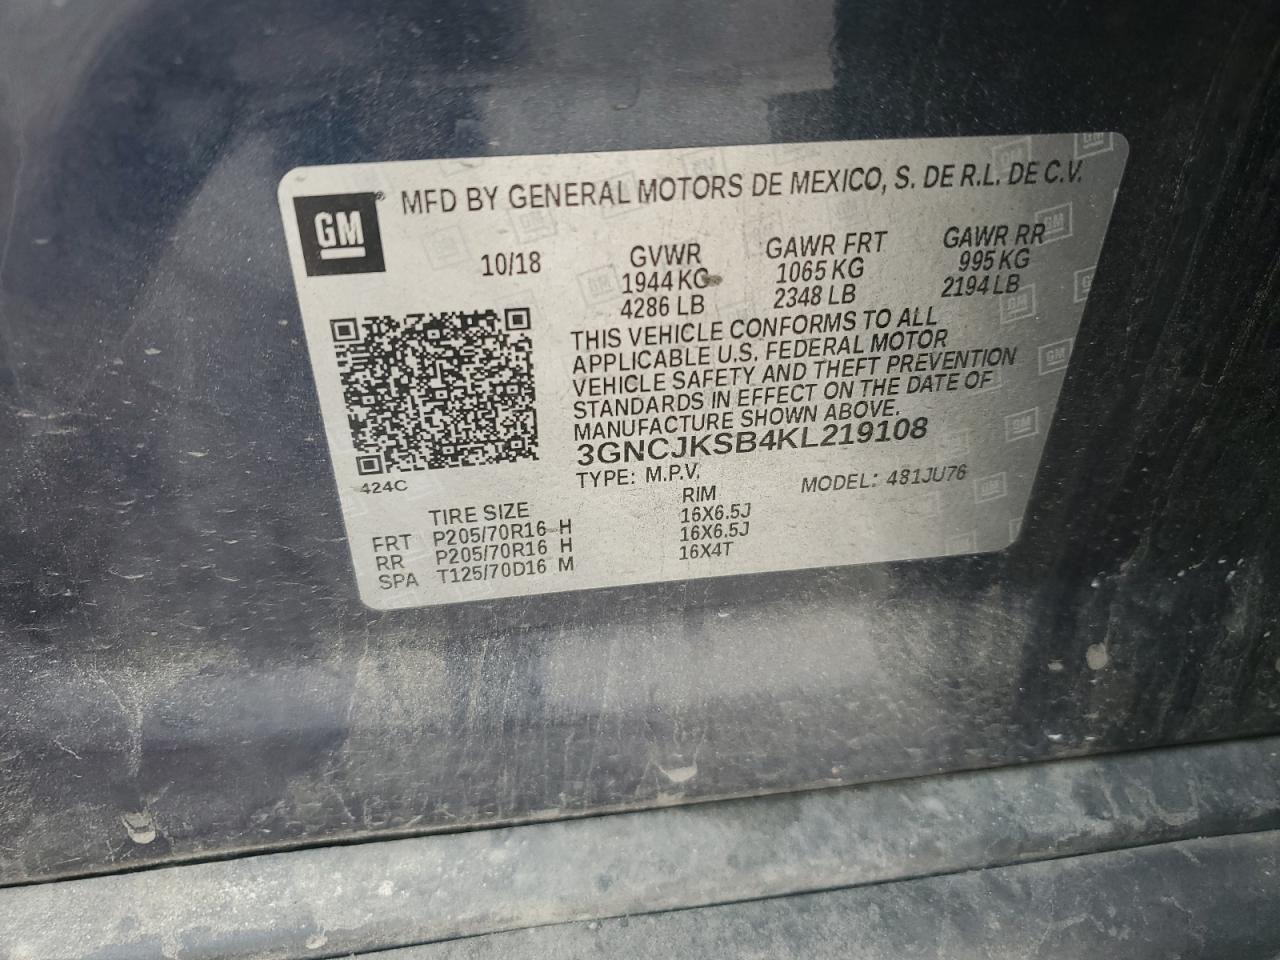 GM
MFD BY GENERAL MOTORS DE MEXICO, S. DE R.L. DE C.V.
10/18 GVWR GAWR FRT GAWR RR
1944 KG 1065 KG 995 KG
4286 LB 2348 LB 2194 LB
THIS VEHICLE CONFORMS TO ALL
APPLICABLE U.S. FEDERAL MOTOR
VEHICLE SAFETY AND THEFT PREVENTION
STANDARDS IN EFFECT ON THE DATE OF
MANUFACTURE SHOWN ABOVE.
3GNCJKSB4KL219108
TYPE: M.P.V. MODEL: 481JU76
424C
TIRE SIZE RIM
FRT P205/70R16 H 16X6.5J
RR P205/70R16 H 16X6.5J
SPA T125/70D16 M 16X4T